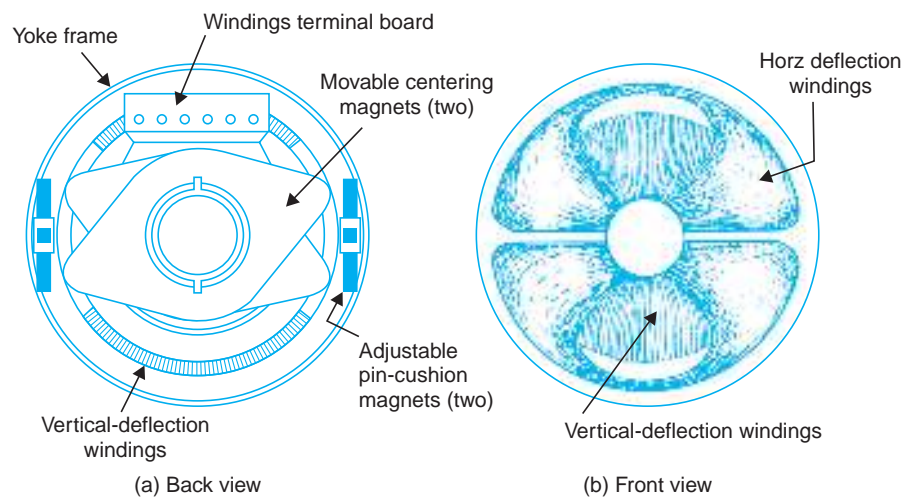 Windings terminal board
Yoke frame
Movable centering
magnets (two)
Horz deflection
windings
Adjustable
pin-cushion
magnets (two)
Vertical-deflection
windings
Vertical-deflection windings
(a) Back view
(b) Front view